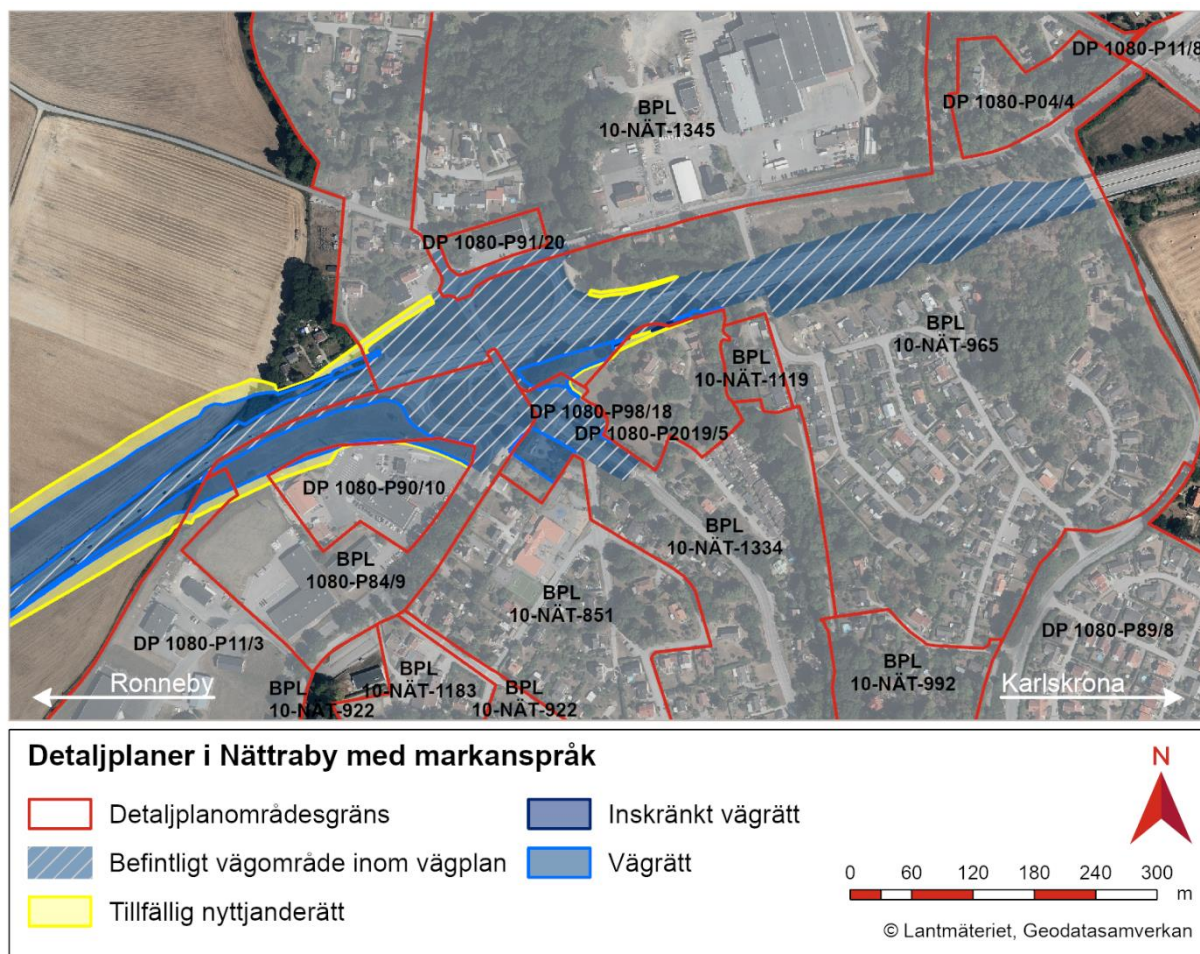 DP 1080-P11/8
DP 1080-P04/4
BPL
10-NÄT-1345
DP 1080-P91/20
BPL
10-NÄT-965
BPL
10-NÄT-1119
DP 1080-P98/18
DP 1080-P2019/5
DP 1080-P90/10
BPL
10-NÄT-1334
BPL
1080-P84/9
BPL
10-NÄT-851
DP 1080-P11/3
DP 1080-P89/8
BPL
10-NÄT-1183
BPL
10-NÄT-922
BPL
10-NÄT-922
BPL
10-NÄT-992
Ronneby
Karlskrona
Detaljplaner i Nättraby med markanspråk
Detaljplanområdesgräns
Befintligt vägområde inom vägplan
Tillfällig nyttjanderätt
Inskränkt vägrätt
Vägrätt
N
0 60 120 180 240 300
m
© Lantmäteriet, Geodatasamverkan